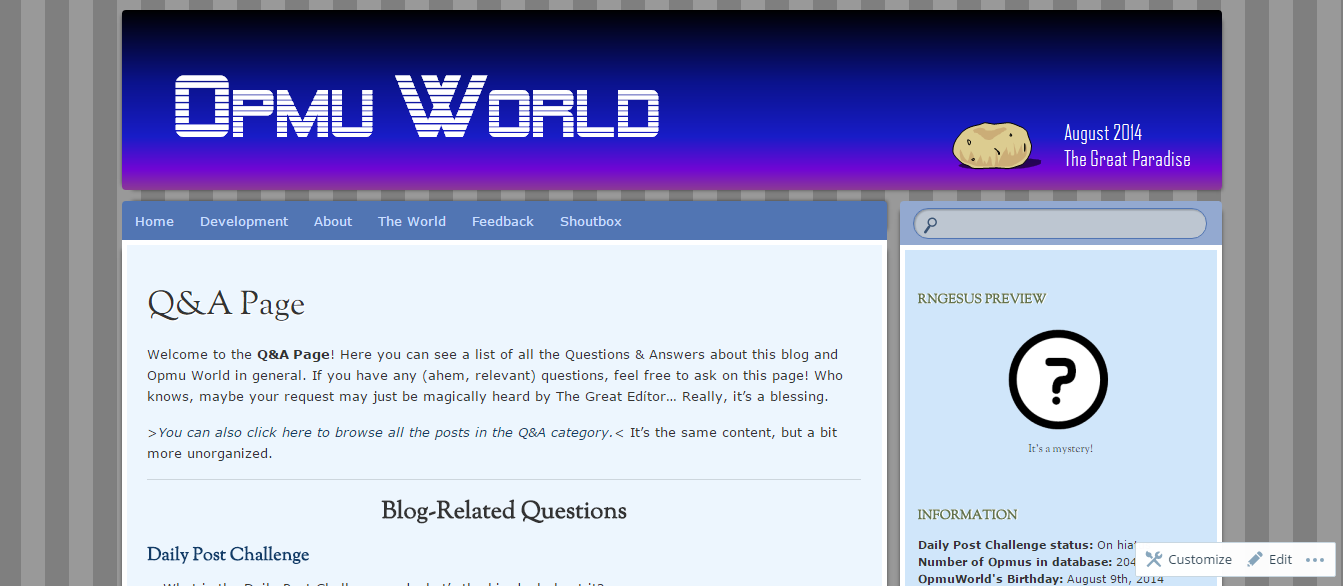 Opmu World
August 2014
The Great Paradise
Home Development About The World Feedback Shoutbox
Q&A Page
Welcome to the Q&A Page! Here you can see a list of all the Questions & Answers about this blog and
Opmu World in general. If you have any (ahem, relevant) questions, feel free to ask on this page! Who
knows, maybe your request may just be magically heard by The Great Editor... Really, it's a blessing.
>You can also click here to browse all the posts in the Q&A category.< It's the same content, but a bit
more unorganized.
Blog-Related Questions
Daily Post Challenge
RNGESUS PREVIEW
?
It's a mystery!
INFORMATION
Daily Post Challenge status: On
Number of Opmus in database:
OpmuWorld's Birthday: August 9th, 2014
Customize Edit